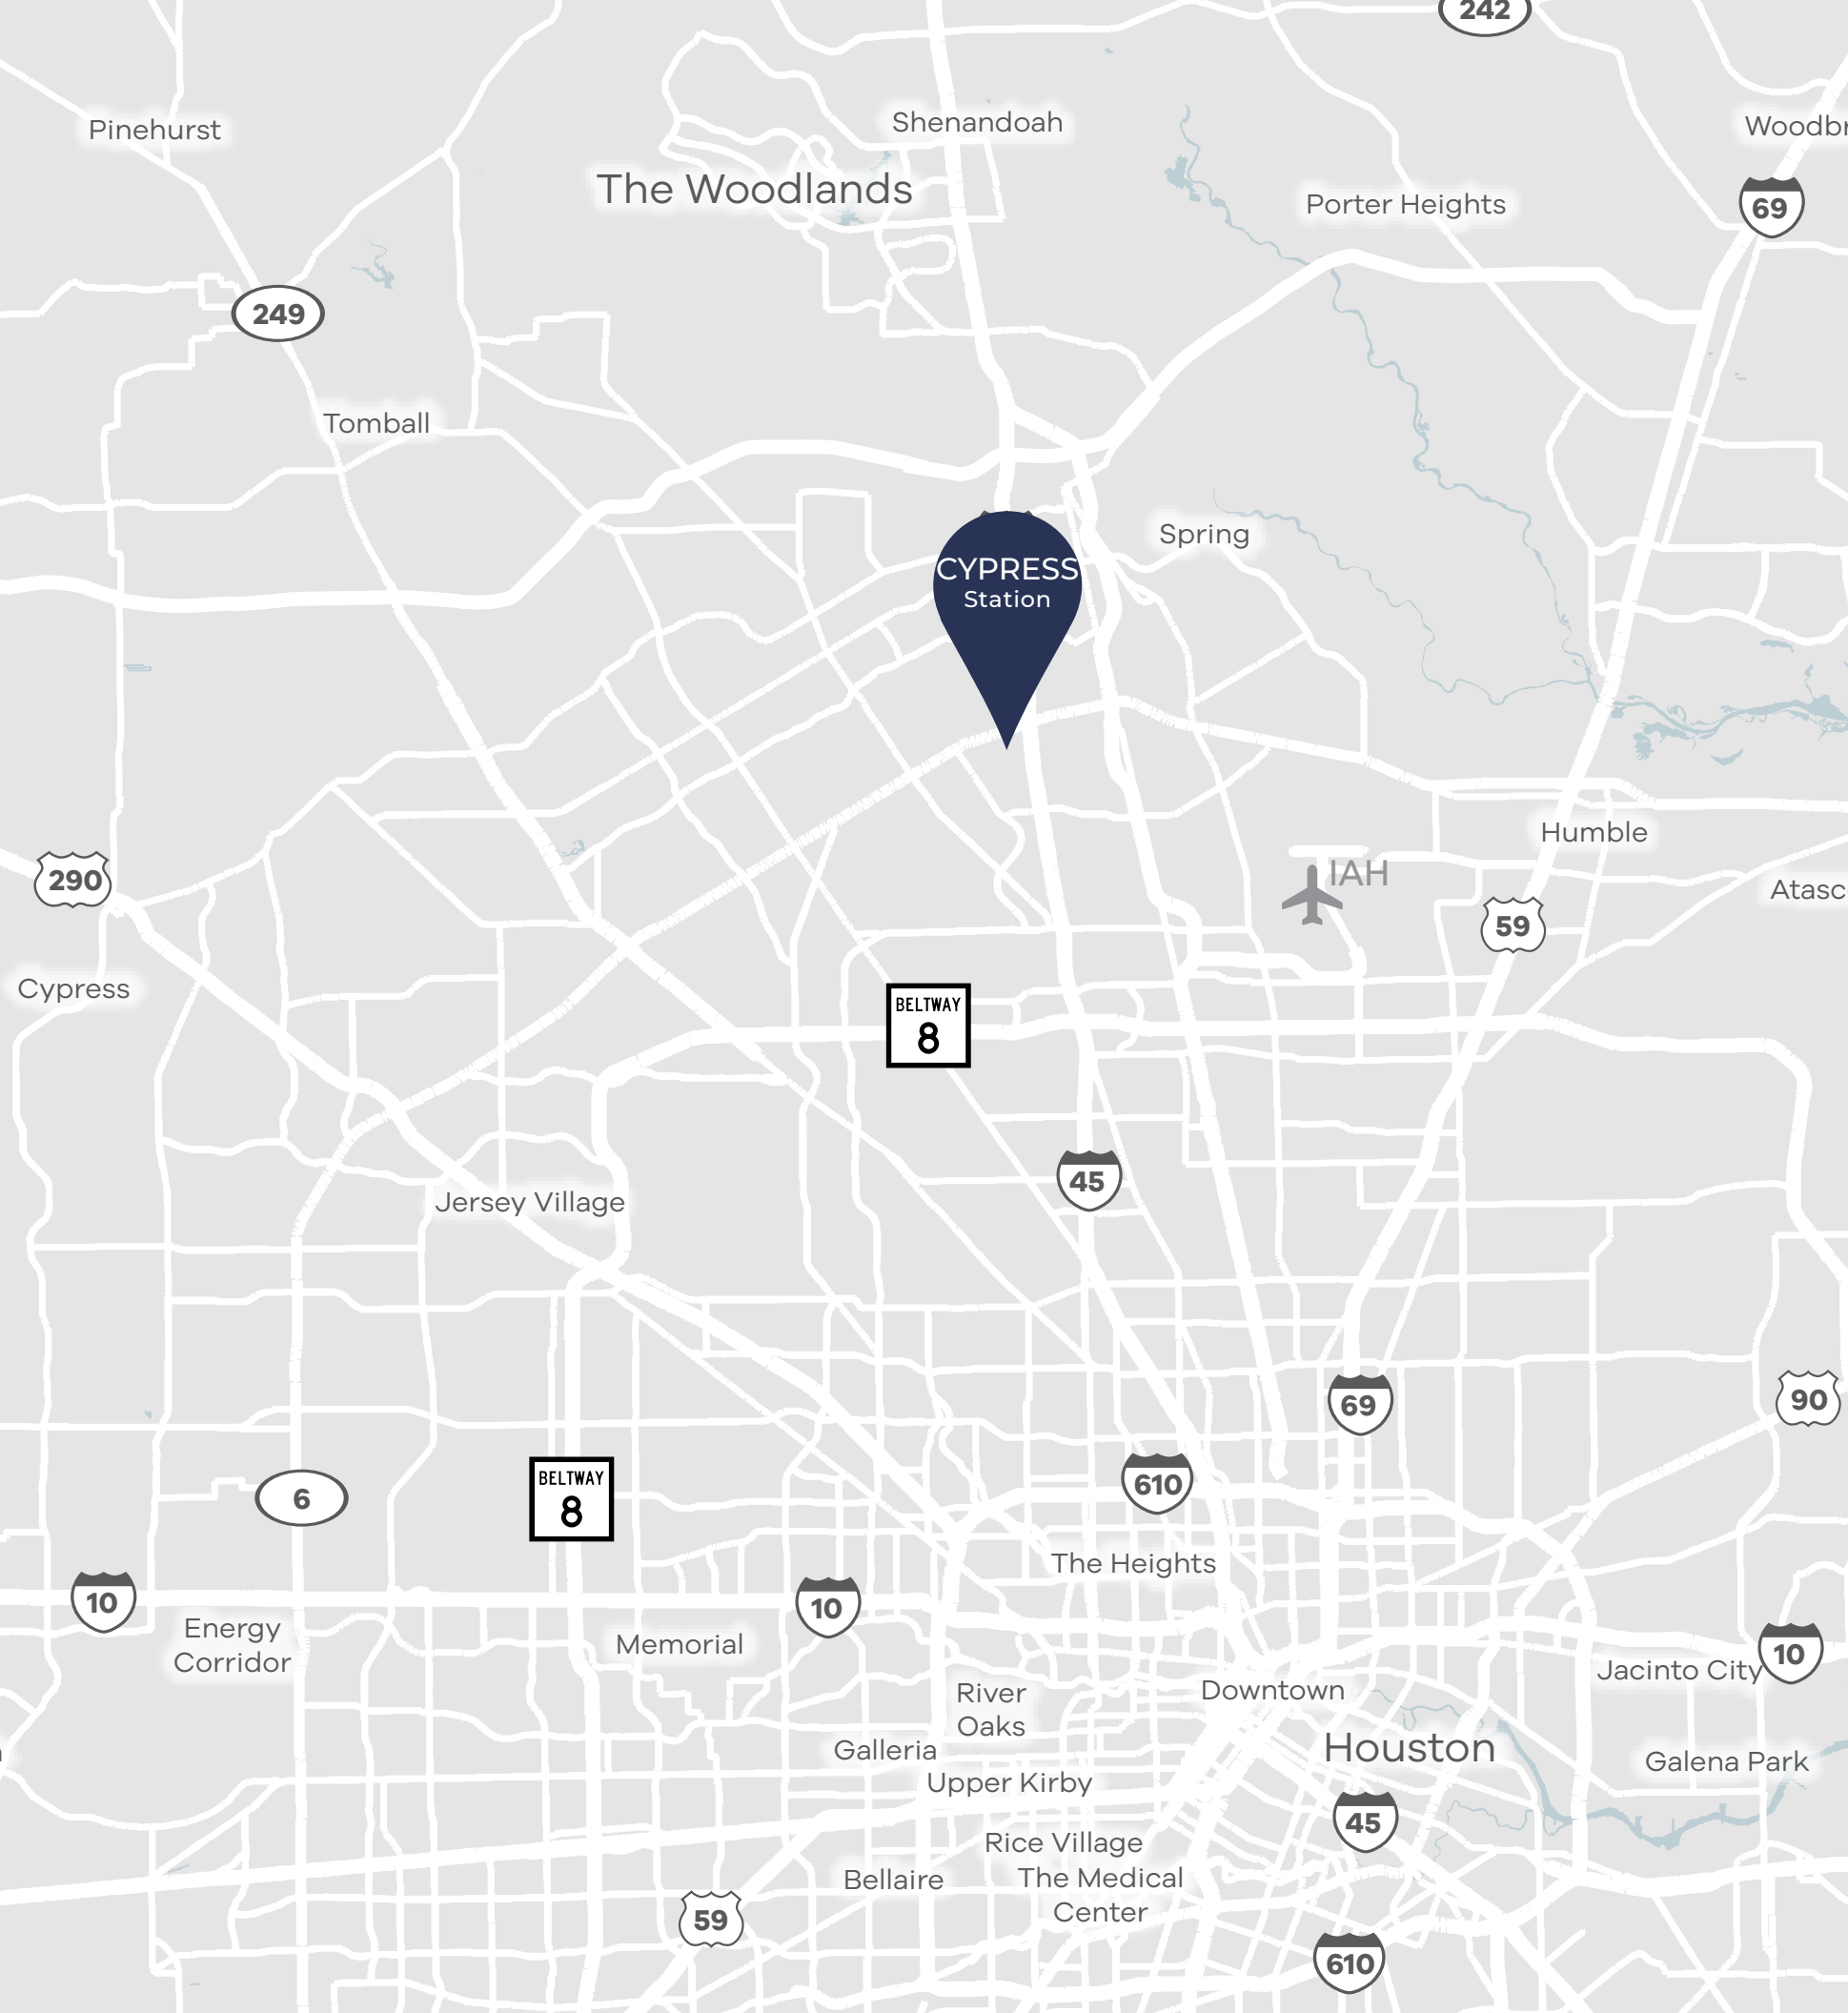 242
Pinehurst
Shenandoah
Woodbr
The Woodlands
Porter Heights
69
249
Tomball
Spring
CYPRESS
Station
Humble
290
IAH
Atasc
59
Cypress
BELTWAY
8
45
Jersey Village
90
69
BELTWAY
8
610
6
The Heights
10
10
Energy
Corridor
Memorial
10
Jacinto City
River
Oaks
Downtown
Houston
Galleria
Galena Park
Upper Kirby
45
Rice Village
Bellaire
The Medical
Center
59
610